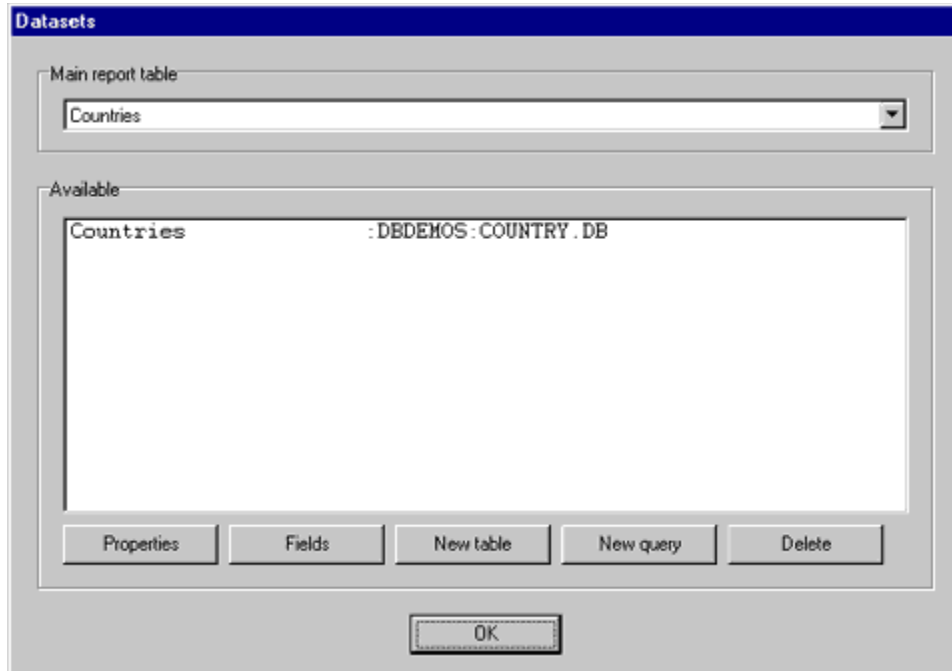 Datasets
Main report table
Countries
Available
Countries :DBDEMOS:COUNTRY.DB
Properties Fields New table New query Delete
OK